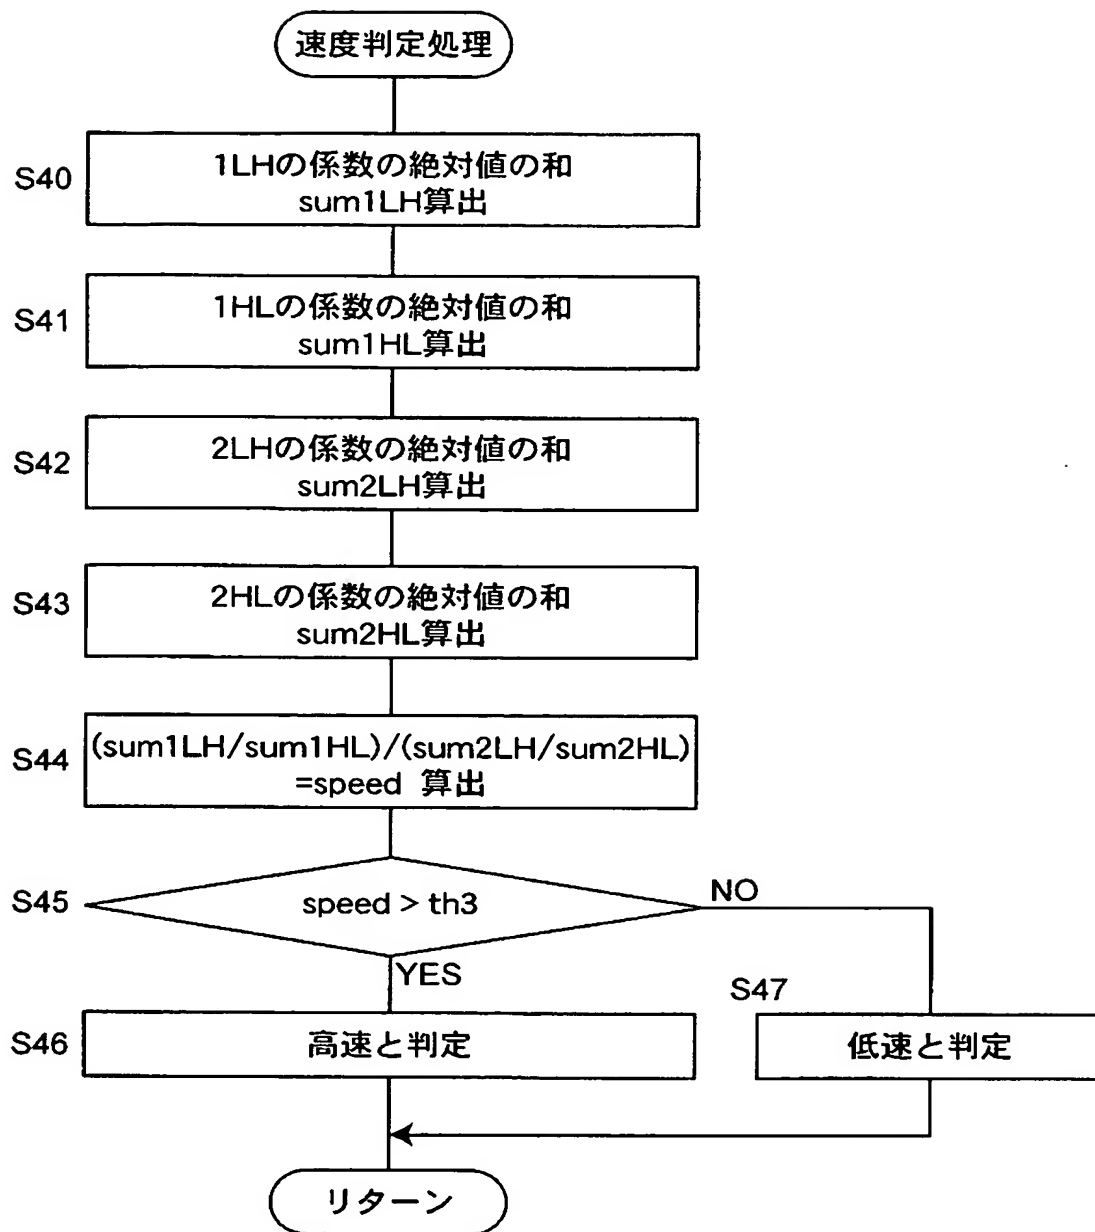 速度判定処理
S40
1LHの係数の絶対値の和
sum1LH算出
S41
1HLの係数の絶対値の和
sum1HL算出
S42
2LHの係数の絶対値の和
sum2LH算出
S43
2HLの係数の絶対値の和
sum2HL算出
S44
(sum1LH/sum1HL)/(sum2LH/sum2HL)
=speed 算出
S45
speed > th3
NO
YES
S46
高速と判定
S47
低速と判定
リターン